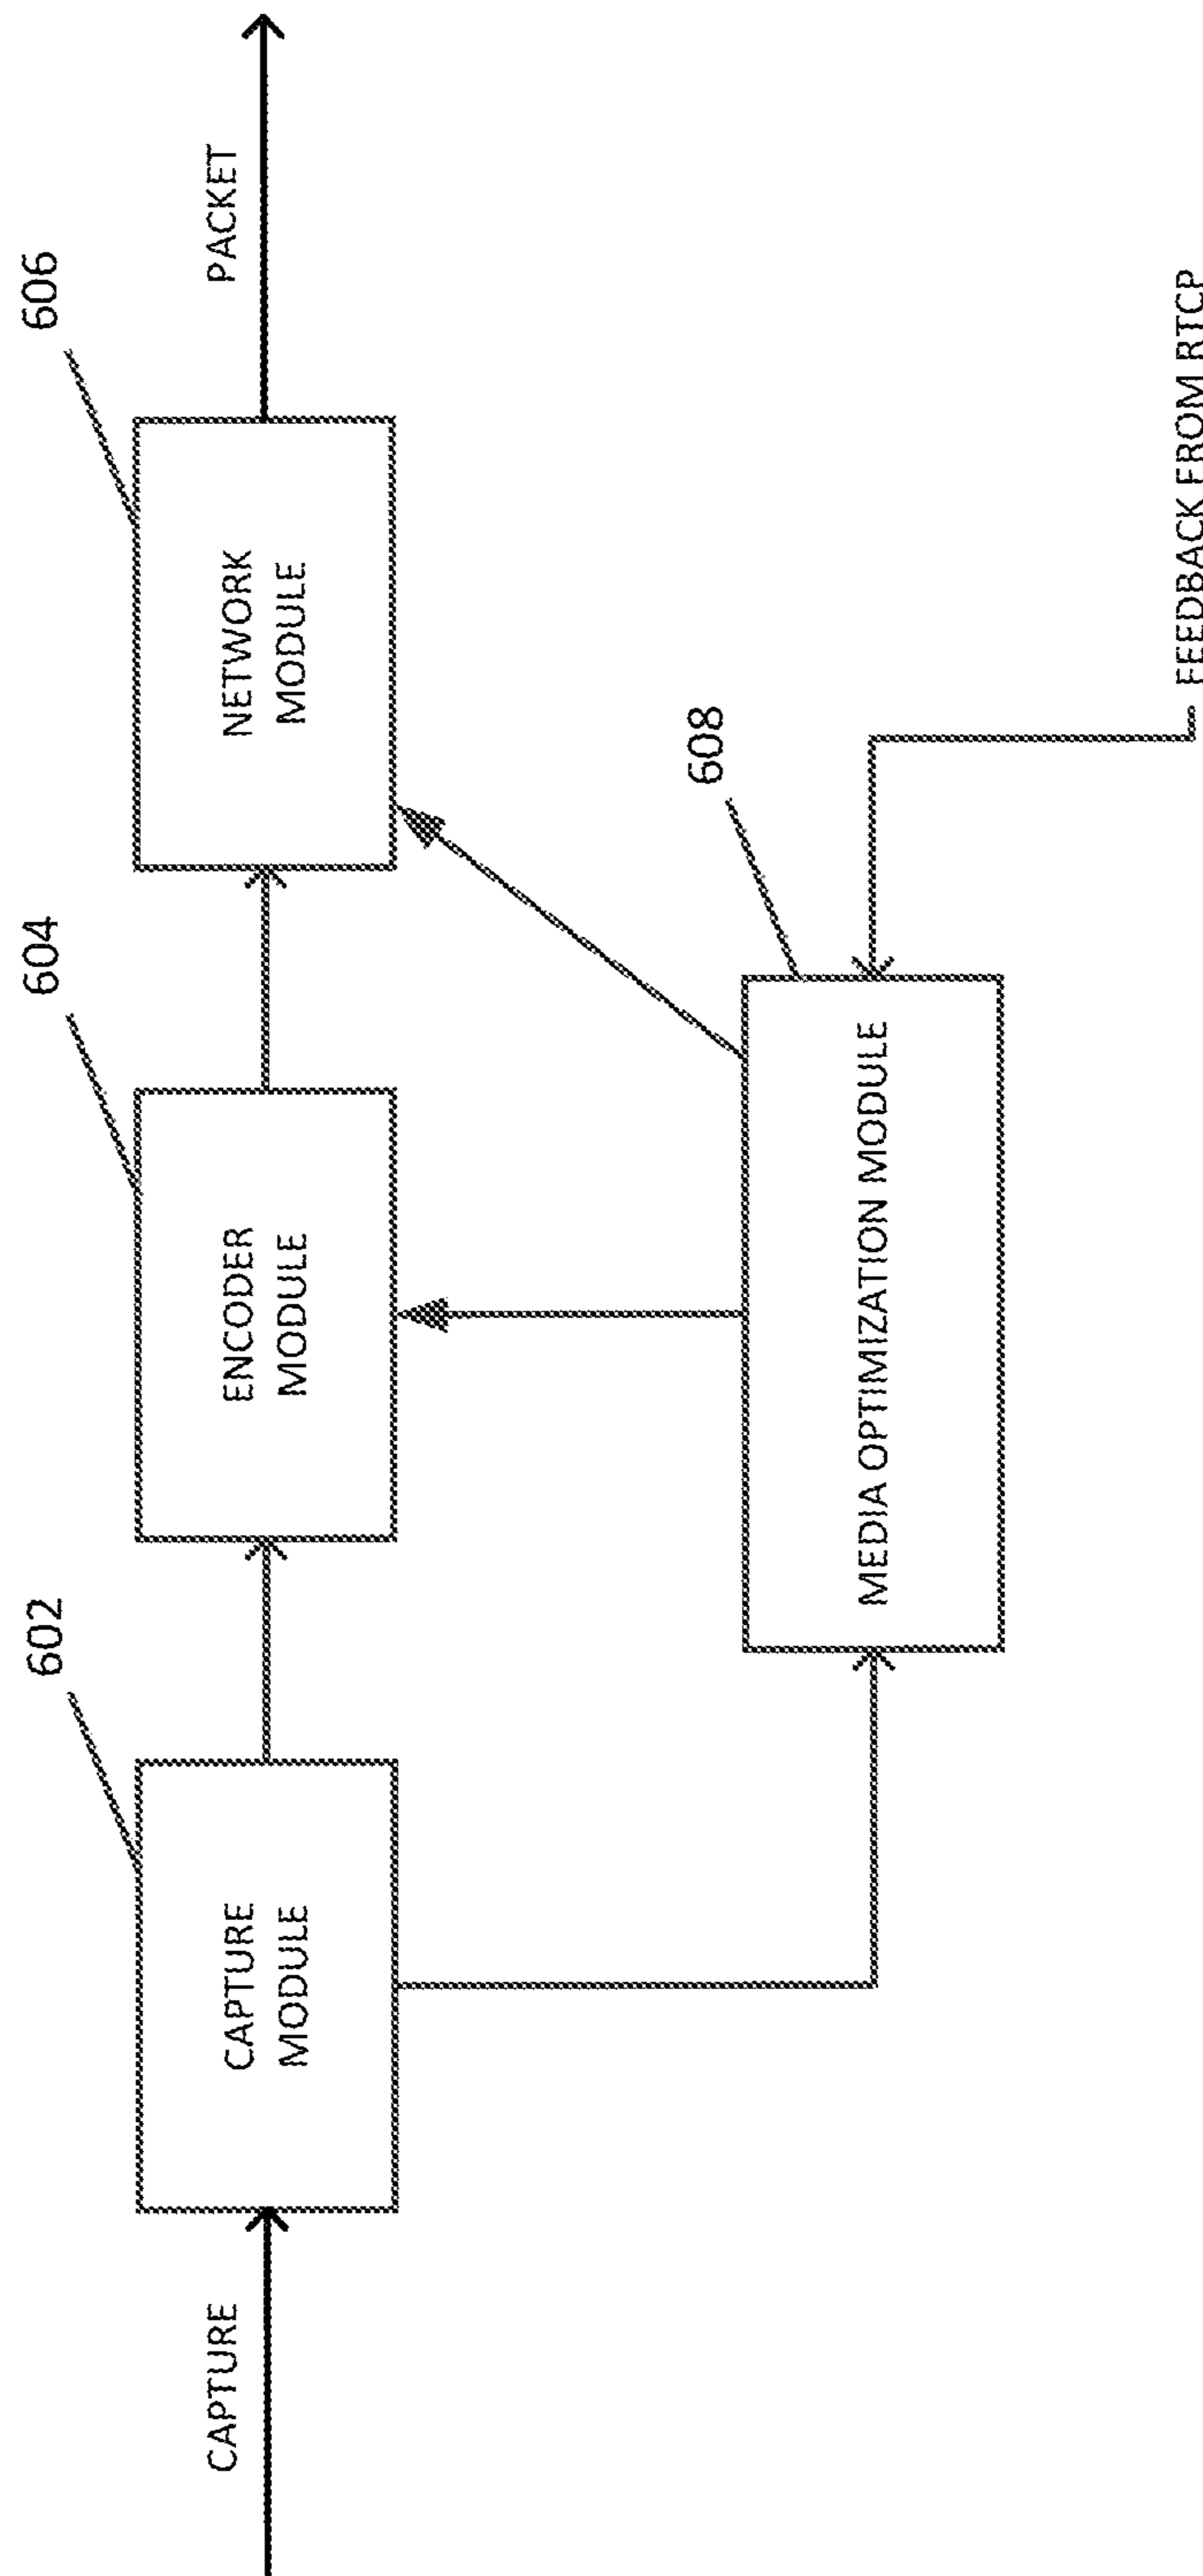 CAPTURE
602
CAPTURE
MODULE
604
ENCODER
MODULE
606
NETWORK
MODULE
PACKET
608
MEDIA OPTIMIZATION MODULE
FEEDBACK FROM RTCP